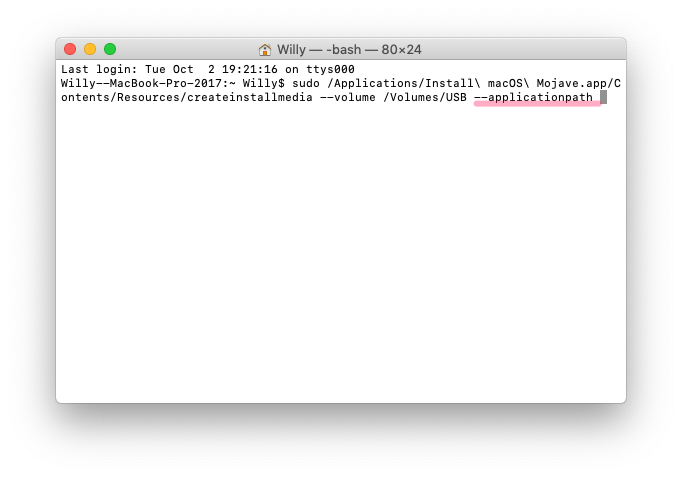 Willy — -bash — 80×24
Last login: Tue Oct  2 19:21:16 on ttys000
Willy--MacBook-Pro-2017:~ Willy$ sudo /Applications/Install\ macOS\ Mojave.app/C
ontents/Resources/createinstallmedia --volume /Volumes/USB --applicationpath